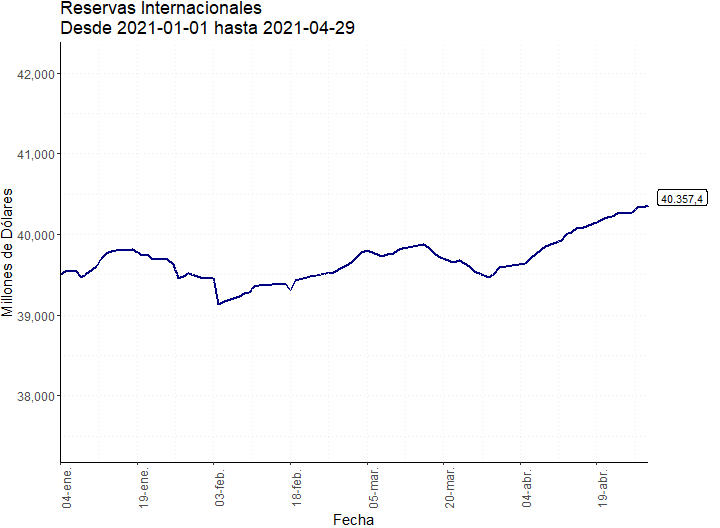 Reservas Internacionales
Desde 2021-01-01 hasta 2021-04-29
Millones de Dólares
42,000
41,000
40,000
39,000
38,000
40.357,4
04-ene.
19-ene.
03-feb.
18-feb.
05-mar.
20-mar.
04-abr.
19-abr.
Fecha